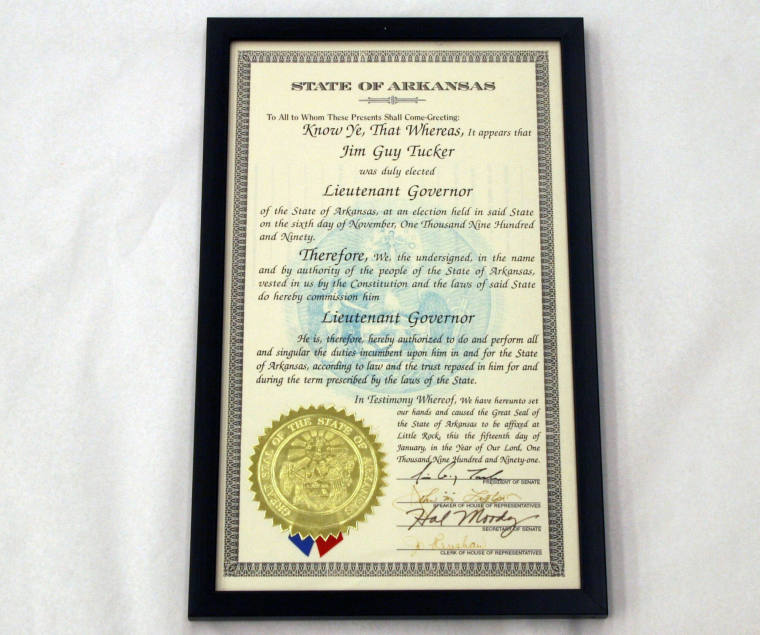 STATE OF ARKANSAS
To All to Whom These Presents Shall Come-Greeting:
Know Ye, That Whereas, It appears that
Jim Guy Tucker
was duly elected
Lieutenant Governor
of the State of Arkansas, at an election held in said State
on the sixth day of November, One Thousand Nine Hundred
and Ninety.
Therefore, We, the undersigned, in the name
and by authority of the people of the State of Arkansas,
vested in us by the Constitution and the laws of said State
do hereby commission him
Lieutenant Governor
He is, therefore, hereby authorized to do and perform all
and singular the duties incumbent upon him in and for the State
of Arkansas, according to law and the trust reposed in him for and
during the term prescribed by the laws of the State.
In Testimony Whereof, We have hereunto set
our hands and caused the Great Seal of
the State of Arkansas to be affixed at
Little Rock, this the fifteenth day of
January, in the Year of Our Lord, One
Thousand Nine Hundred and Ninety-one.
Jim Guy Tucker
PRESIDENT OF SENATE
SPEAKER OF HOUSE OF REPRESENTATIVES
Hal Moody
SECRETARY OF SENATE
CLERK OF HOUSE OF REPRESENTATIVES
GREAT SEAL OF THE STATE OF ARKANSAS